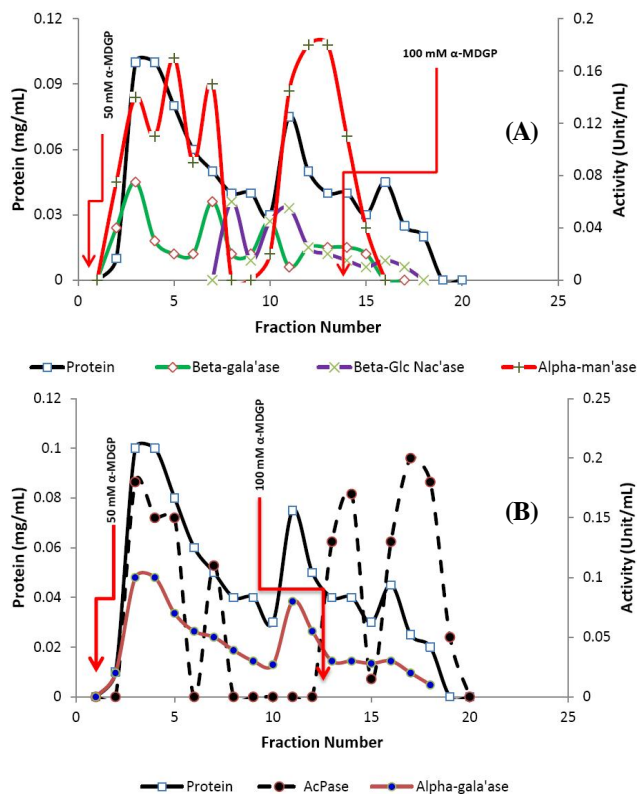 0.12
0.09
0.06
0.03
0
Protein (mg/mL)
50 mM α-MDGP
100 mM α-MDGP
(A)
0.2
0.16
0.12
0.08
0.04
0
Activity (Unit/mL)
0 5 10 15 20 25
Fraction Number
Protein Beta-gala'ase Beta-Glc Nac'ase Alpha-man'ase
0.12
0.1
0.08
0.06
0.04
0.02
0
Protein (mg/mL)
50 mM α-MDGP
100 mM α-MDGP
(B)
0.25
0.2
0.15
0.1
0.05
0
Activity (Unit/mL)
0 5 10 15 20 25
Fraction Number
Protein AcPase Alpha-gala'ase